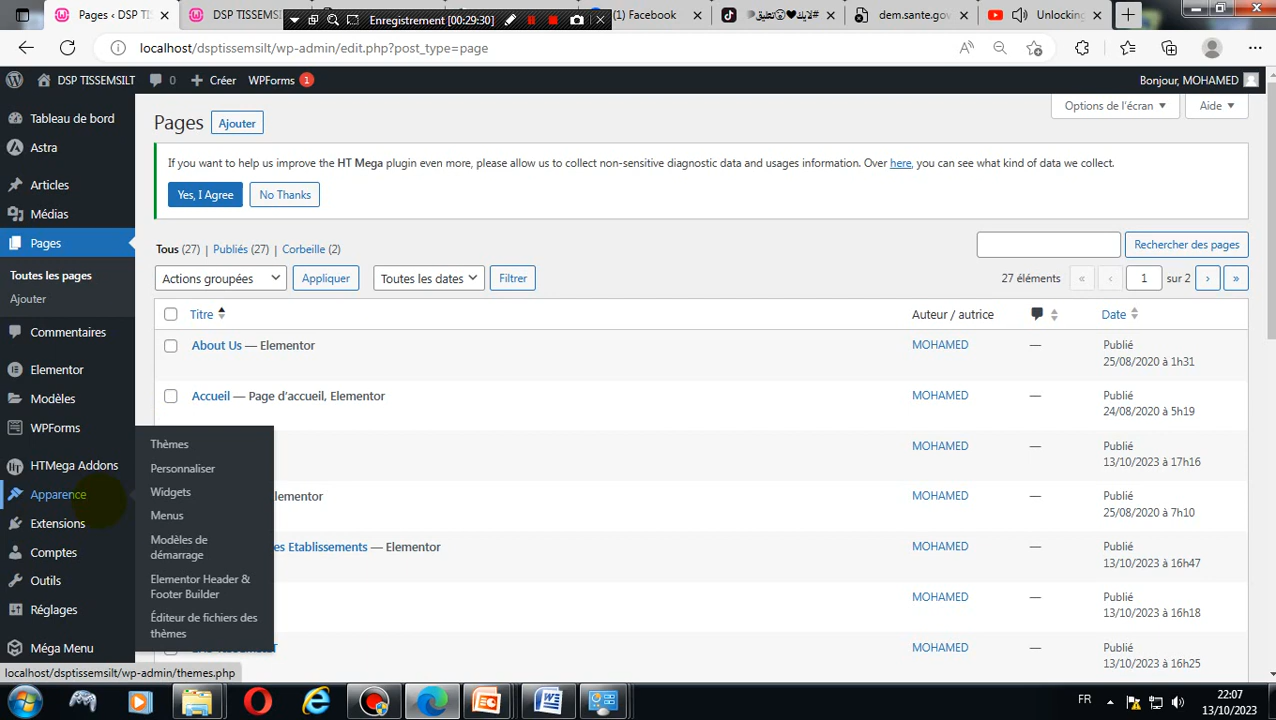 Pages ‹ DSP TI
DSP TISSEMSILT
Enregistrement [00:29:30]
(1) Facebook
dem.sante.gov
Unlocking
localhost/dsptissemsilt/wp-admin/edit.php?post_type=page
DSP TISSEMSILT
0
Créer
WPForms 1
Bonjour, MOHAMED
Tableau de bord
Astra
Articles
Médias
Pages
Toutes les pages
Ajouter
Commentaires
Elementor
Modèles
WPForms
HTMega Addons
Apparence
Extensions
Comptes
Outils
Réglages
Méga Menu
Thèmes
Personnaliser
Widgets
Menus
Modèles de
démarrage
Elementor Header &
Footer Builder
Éditeur de fichiers des
thèmes
localhost/dsptissemsilt/wp-admin/themes.php
Options de l'écran
Aide
Pages Ajouter
If you want to help us improve the HT Mega plugin even more, please allow us to collect non-sensitive diagnostic data and usages information. Over here, you can see what kind of data we collect.
Yes, I Agree
No Thanks
Tous (27) | Publiés (27) | Corbeille (2)
Rechercher des pages
Actions groupées
Appliquer
Toutes les dates
Filtrer
27 éléments « ‹ 1 sur 2 › »
Titre
Auteur / autrice
Date
About Us — Elementor
MOHAMED
—
Publié
25/08/2020 à 1h31
Accueil — Page d'accueil, Elementor
MOHAMED
—
Publié
24/08/2020 à 5h19
MOHAMED
—
Publié
13/10/2023 à 17h16
Elementor
MOHAMED
—
Publié
25/08/2020 à 7h10
es Etablissements — Elementor
MOHAMED
—
Publié
13/10/2023 à 16h47
MOHAMED
—
Publié
13/10/2023 à 16h18
MOHAMED
—
Publié
13/10/2023 à 16h25
FR
22:07
13/10/2023